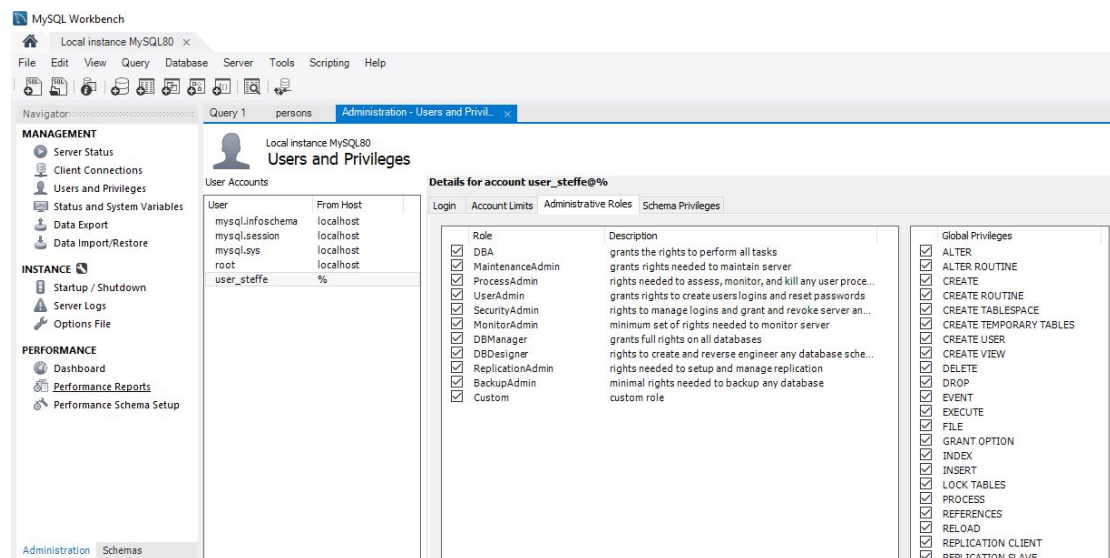 MySQL Workbench
Local instance MySQL80 ×
File Edit View Query Database Server Tools Scripting Help
Navigator
MANAGEMENT
Server Status
Client Connections
Users and Privileges
Status and System Variables
Data Export
Data Import/Restore
INSTANCE
Startup / Shutdown
Server Logs
Options File
PERFORMANCE
Dashboard
Performance Reports
Performance Schema Setup
Administration Schemas
Query 1 persons Administration - Users and Privil... ×
Local instance MySQL80
Users and Privileges
User Accounts
User From Host
mysql.infoschema localhost
mysql.session localhost
mysql.sys localhost
root localhost
user_steffe %
Details for account user_steffe@%
Login Account Limits Administrative Roles Schema Privileges
Role Description
DBA grants the rights to perform all tasks
MaintenanceAdmin grants rights needed to maintain server
ProcessAdmin rights needed to assess, monitor, and kill any user proce...
UserAdmin grants rights to create users logins and reset passwords
SecurityAdmin rights to manage logins and grant and revoke server an...
MonitorAdmin minimum set of rights needed to monitor server
DBManager grants full rights on all databases
DBDesigner rights to create and reverse engineer any database sche...
ReplicationAdmin rights needed to setup and manage replication
BackupAdmin minimal rights needed to backup any database
Custom custom role
Global Privileges
ALTER
ALTER ROUTINE
CREATE
CREATE ROUTINE
CREATE TABLESPACE
CREATE TEMPORARY TABLES
CREATE USER
CREATE VIEW
DELETE
DROP
EVENT
EXECUTE
FILE
GRANT OPTION
INDEX
INSERT
LOCK TABLES
PROCESS
REFERENCES
RELOAD
REPLICATION CLIENT
REPLICATION SLAVE